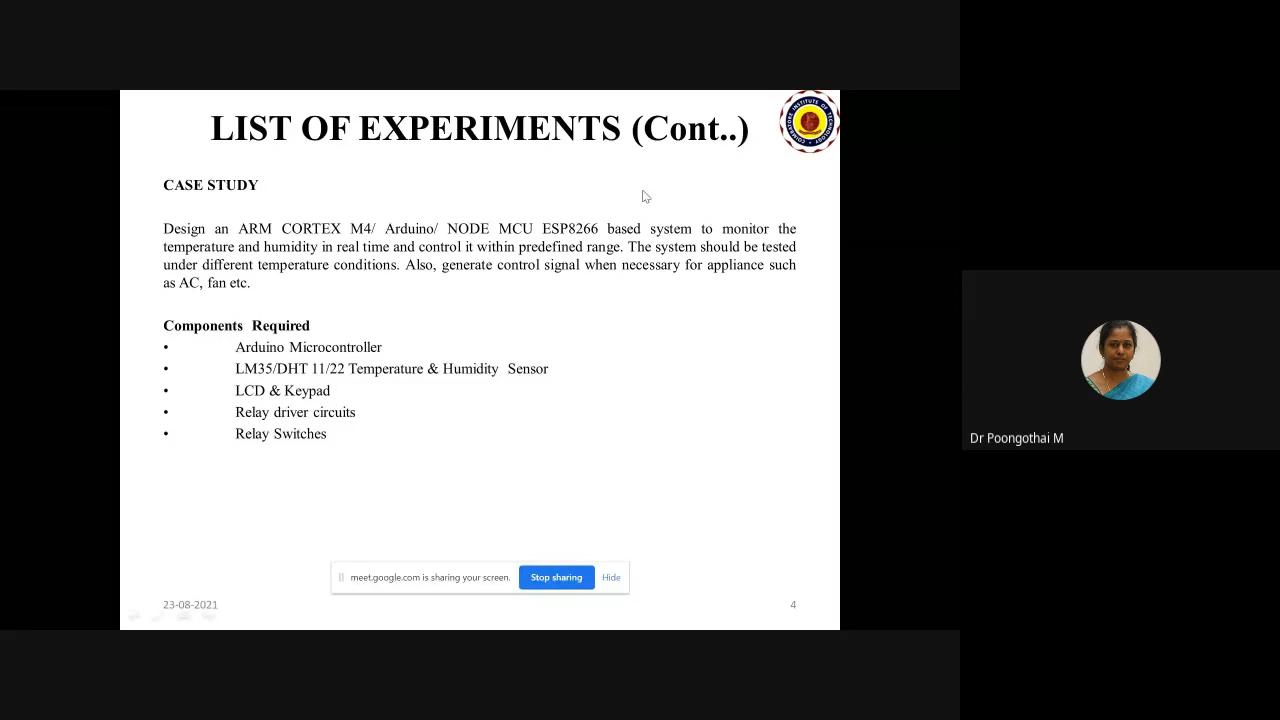 LIST OF EXPERIMENTS (Cont..)
COIMBATORE INSTITUTE OF TECHNOLOGY
CASE STUDY
Design an ARM CORTEX M4/ Arduino/ NODE MCU ESP8266 based system to monitor the
temperature and humidity in real time and control it within predefined range. The system should be tested
under different temperature conditions. Also, generate control signal when necessary for appliance such
as AC, fan etc.
Components Required
• Arduino Microcontroller
• LM35/DHT 11/22 Temperature & Humidity Sensor
• LCD & Keypad
• Relay driver circuits
• Relay Switches
Dr Poongothai M
meet.google.com is sharing your screen. Stop sharing Hide
23-08-2021 4